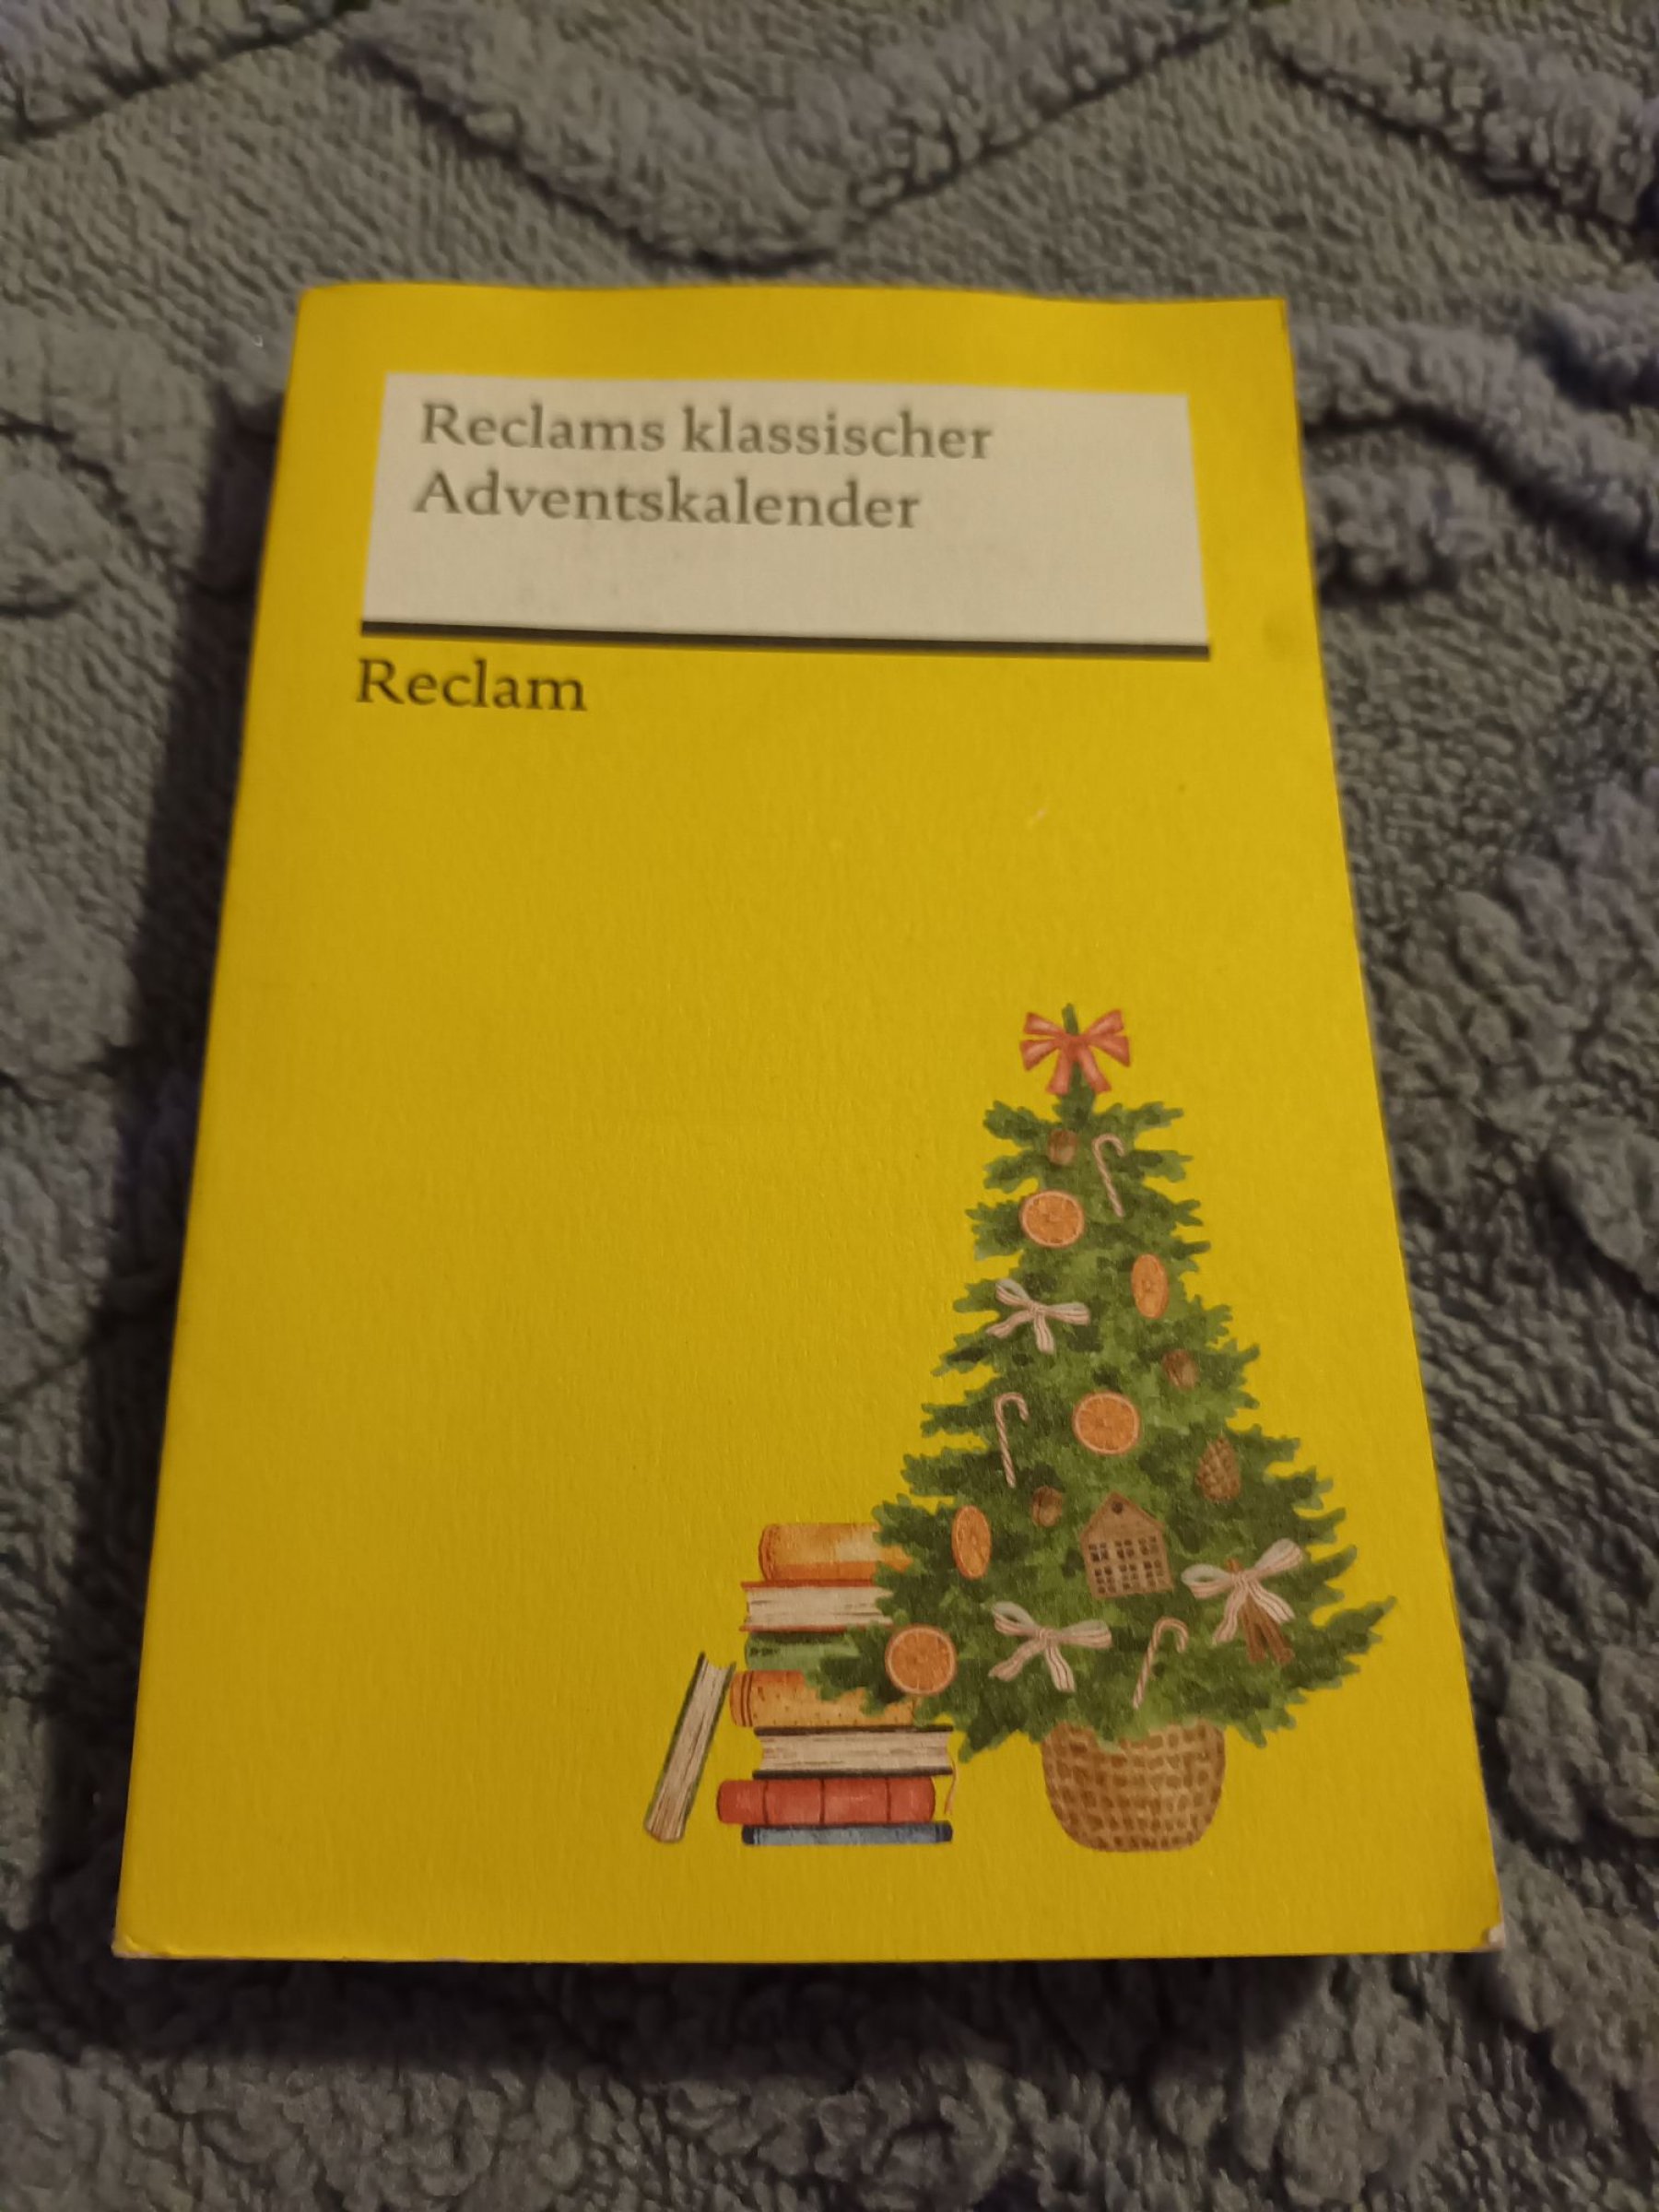 Reclams klassischer
Adventskalender
Reclam